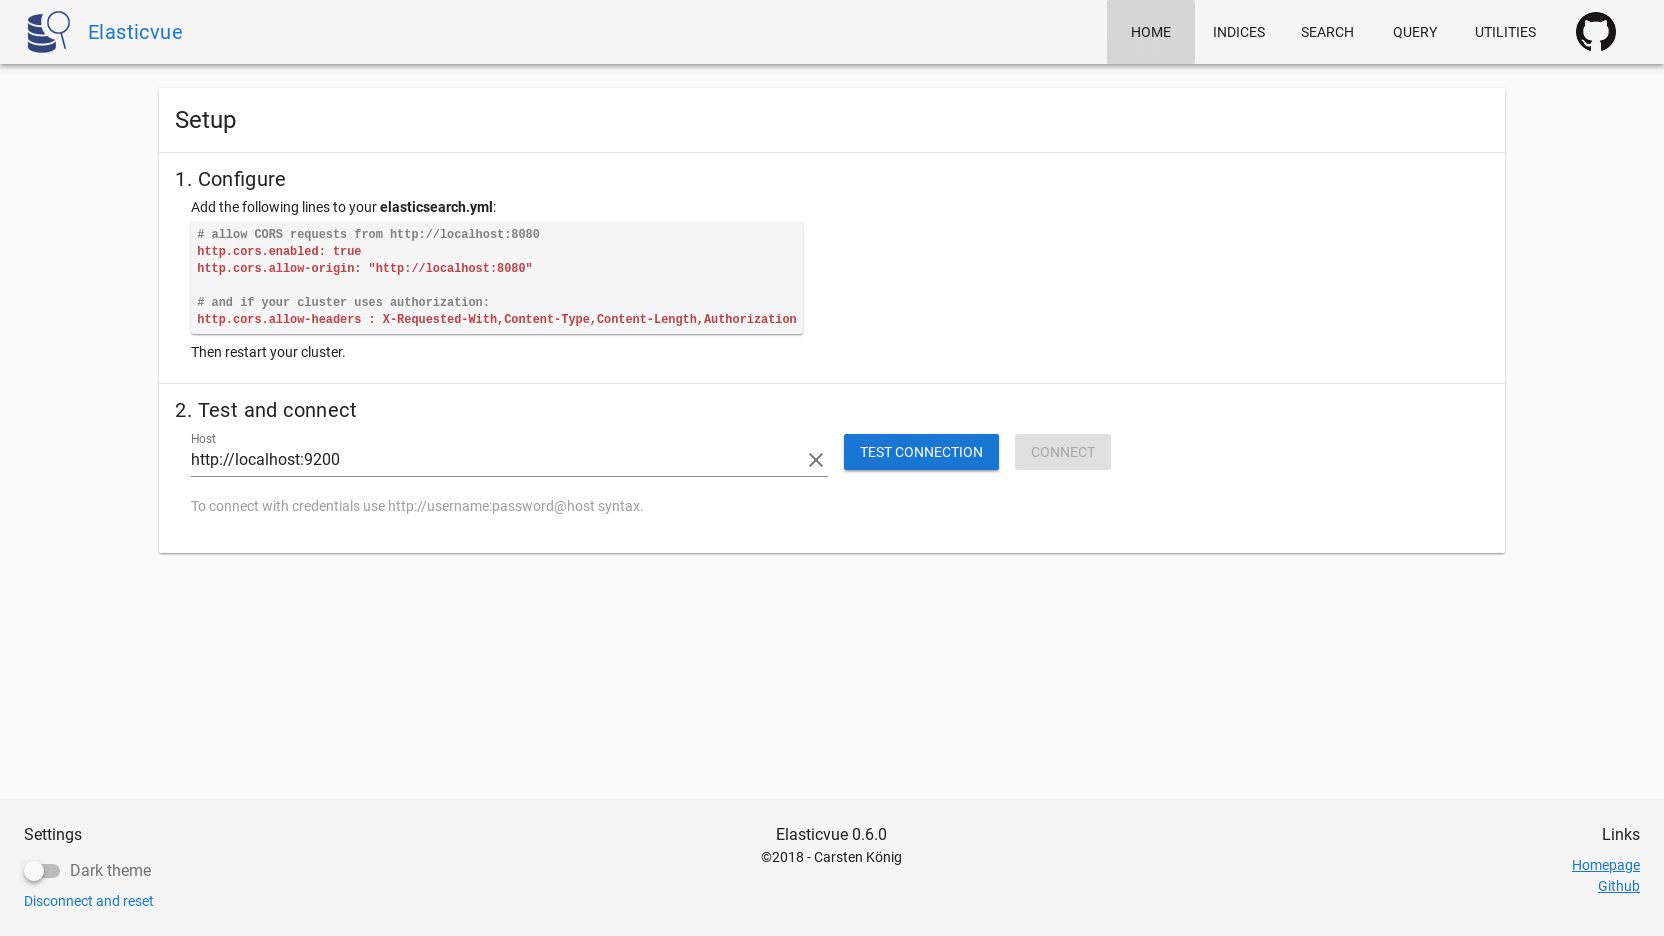 Elasticvue
HOME
INDICES
SEARCH
QUERY
UTILITIES
Setup
1. Configure
Add the following lines to your elasticsearch.yml:
# allow CORS requests from http://localhost:8080
http.cors.enabled: true
http.cors.allow-origin: "http://localhost:8080"
# and if your cluster uses authorization:
http.cors.allow-headers : X-Requested-With,Content-Type,Content-Length,Authorization
Then restart your cluster.
2. Test and connect
Host
http://localhost:9200
TEST CONNECTION
CONNECT
To connect with credentials use http://username:password@host syntax.
Settings
Dark theme
Disconnect and reset
Elasticvue 0.6.0
©2018 - Carsten König
Links
Homepage
Github